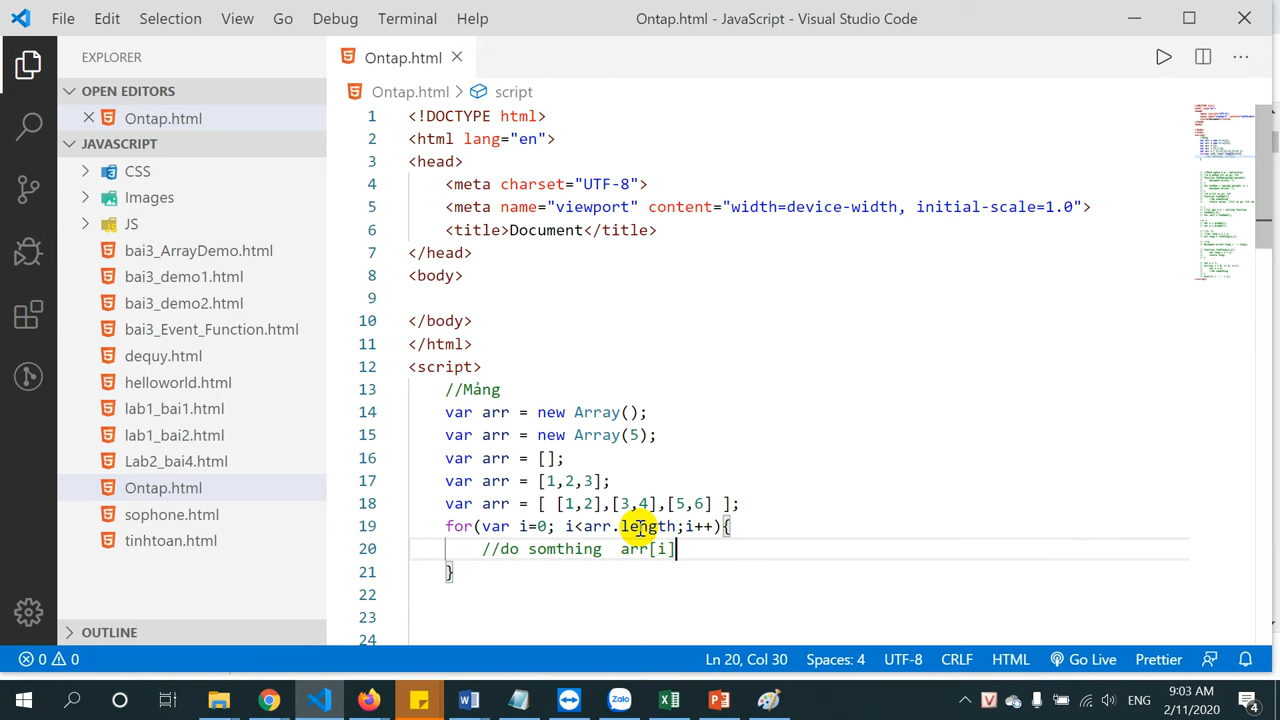 File Edit Selection View Go Debug Terminal Help Ontap.html - JavaScript - Visual Studio Code
EXPLORER
OPEN EDITORS
Ontap.html
JAVASCRIPT
CSS
Images
JS
bai3_ArrayDemo.html
bai3_demo1.html
bai3_demo2.html
bai3_Event_Function.html
dequy.html
helloworld.html
lab1_bai1.html
lab1_bai2.html
Lab2_bai4.html
Ontap.html
sophone.html
tinhtoan.html
OUTLINE
Ontap.html
Ontap.html > script
1 <!DOCTYPE html>
2 <html lang="en">
3 <head>
4 <meta charset="UTF-8">
5 <meta name="viewport" content="width=device-width, initial-scale=1.0">
6 <title>Document</title>
7 </head>
8 <body>
9
10 </body>
11 </html>
12 <script>
13 //Mảng
14 var arr = new Array();
15 var arr = new Array(5);
16 var arr = [];
17 var arr = [1,2,3];
18 var arr = [ [1,2],[3,4],[5,6] ];
19 for(var i=0; i<arr.length;i++){
20 //do somthing  arr[i]
21 }
22
23
24
0 0 Ln 20, Col 30 Spaces: 4 UTF-8 CRLF HTML Go Live Prettier
ENG 9:03 AM
2/11/2020 4